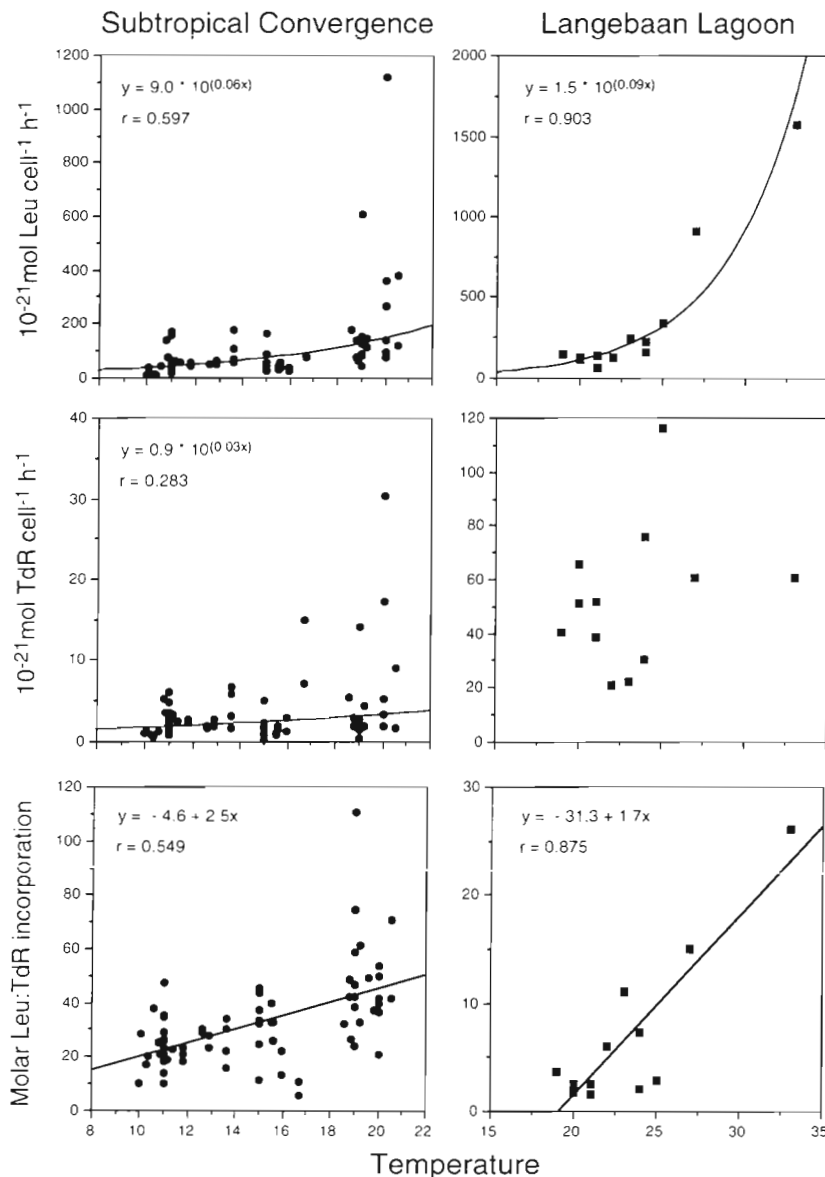 Subtropical Convergence
Langebaan Lagoon
10-21mol Leu cell-1 h-1
1200
1000
800
600
400
200
0
y = 9.0 * 10(0.06x)
r = 0.597
2000
1500
1000
500
0
y = 1.5 * 10(0.09x)
r = 0.903
10-21mol TdR cell-1 h-1
40
30
20
10
0
y = 0.9 * 10(0 03x)
r = 0.283
120
100
80
60
40
20
0
Molar Leu:TdR incorporation
120
100
80
60
40
20
0
y = - 4.6 + 2 5x
r = 0.549
8 10 12 14 16 18 20 22
30
20
10
0
y = - 31.3 + 1 7x
r = 0.875
15 20 25 30 35
Temperature